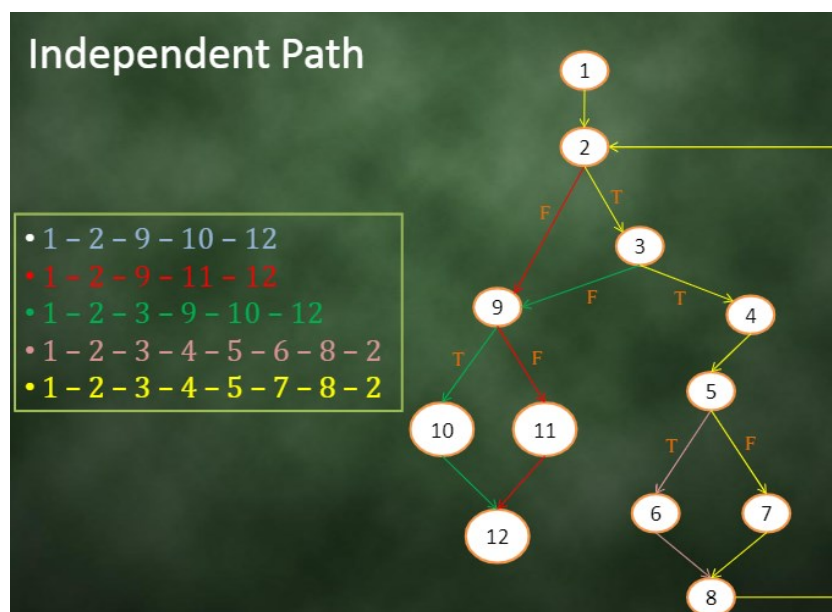 Independent Path
1
2
F
T
• 1 – 2 – 9 – 10 – 12
3
• 1 – 2 – 9 – 11 – 12
• 1 – 2 – 3 – 9 – 10 – 12
9
F
T
4
• 1 – 2 – 3 – 4 – 5 – 6 – 8 – 2
T
F
• 1 – 2 – 3 – 4 – 5 – 7 – 8 – 2
5
10
11
T
F
6
7
12
8